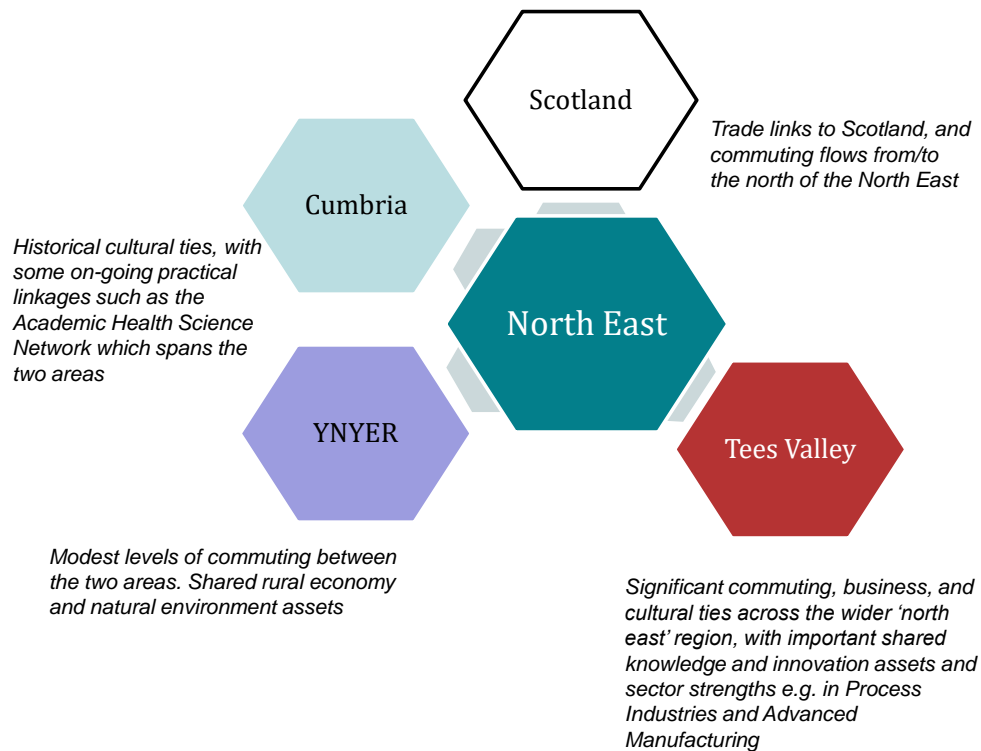 Scotland
Trade links to Scotland, and
commuting flows from/to
the north of the North East
Cumbria
Historical cultural ties, with
some on-going practical
linkages such as the
Academic Health Science
Network which spans the
two areas
North East
YNYER
Tees Valley
Modest levels of commuting between
the two areas. Shared rural economy
and natural environment assets
Significant commuting, business, and
cultural ties across the wider ‘north
east’ region, with important shared
knowledge and innovation assets and
sector strengths e.g. in Process
Industries and Advanced
Manufacturing